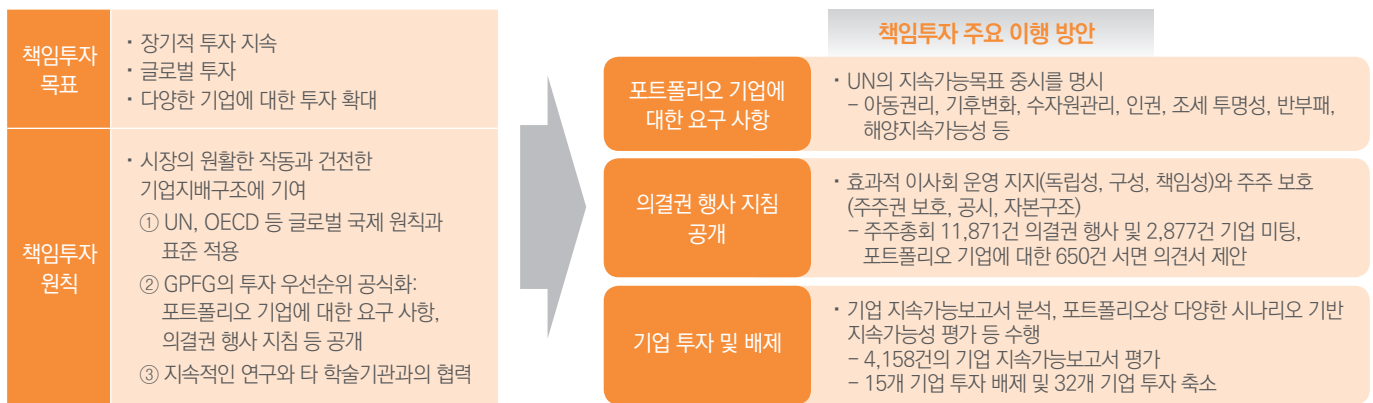 책임투자
목표
· 장기적 투자 지속
· 글로벌 투자
· 다양한 기업에 대한 투자 확대
책임투자
원칙
· 시장의 원활한 작동과 건전한
기업지배구조에 기여
① UN, OECD 등 글로벌 국제 원칙과
표준 적용
② GPFG의 투자 우선순위 공식화:
포트폴리오 기업에 대한 요구 사항,
의결권 행사 지침 등 공개
③ 지속적인 연구와 타 학술기관과의 협력
책임투자 주요 이행 방안
포트폴리오 기업에
대한 요구 사항
· UN의 지속가능목표 중시를 명시
- 아동권리, 기후변화, 수자원관리, 인권, 조세 투명성, 반부패,
해양지속가능성 등
의결권 행사 지침
공개
· 효과적 이사회 운영 지지(독립성, 구성, 책임성)와 주주 보호
(주주권 보호, 공시, 자본구조)
- 주주총회 11,871건 의결권 행사 및 2,877건 기업 미팅,
포트폴리오 기업에 대한 650건 서면 의견서 제안
기업 투자 및 배제
· 기업 지속가능보고서 분석, 포트폴리오상 다양한 시나리오 기반
지속가능성 평가 등 수행
- 4,158건의 기업 지속가능보고서 평가
- 15개 기업 투자 배제 및 32개 기업 투자 축소